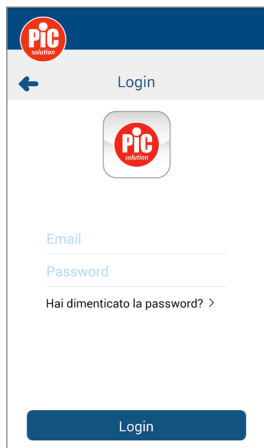 PiC
solution
Login
PiC
solution
Email
Password
Hai dimenticato la password? >
Login